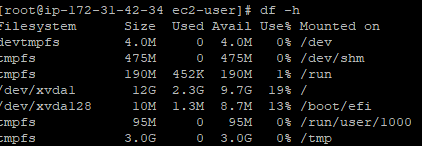 [root@ip-172-31-42-34 ec2-user]# df -h
Filesystem      Size  Used Avail Use% Mounted on
devtmpfs        4.0M     0  4.0M   0% /dev
tmpfs           475M     0  475M   0% /dev/shm
tmpfs           190M  452K  190M   1% /run
/dev/xvda1       12G  2.3G  9.7G  19% /
/dev/xvda128     10M  1.3M  8.7M  13% /boot/efi
tmpfs            95M     0   95M   0% /run/user/1000
tmpfs           3.0G     0  3.0G   0% /tmp